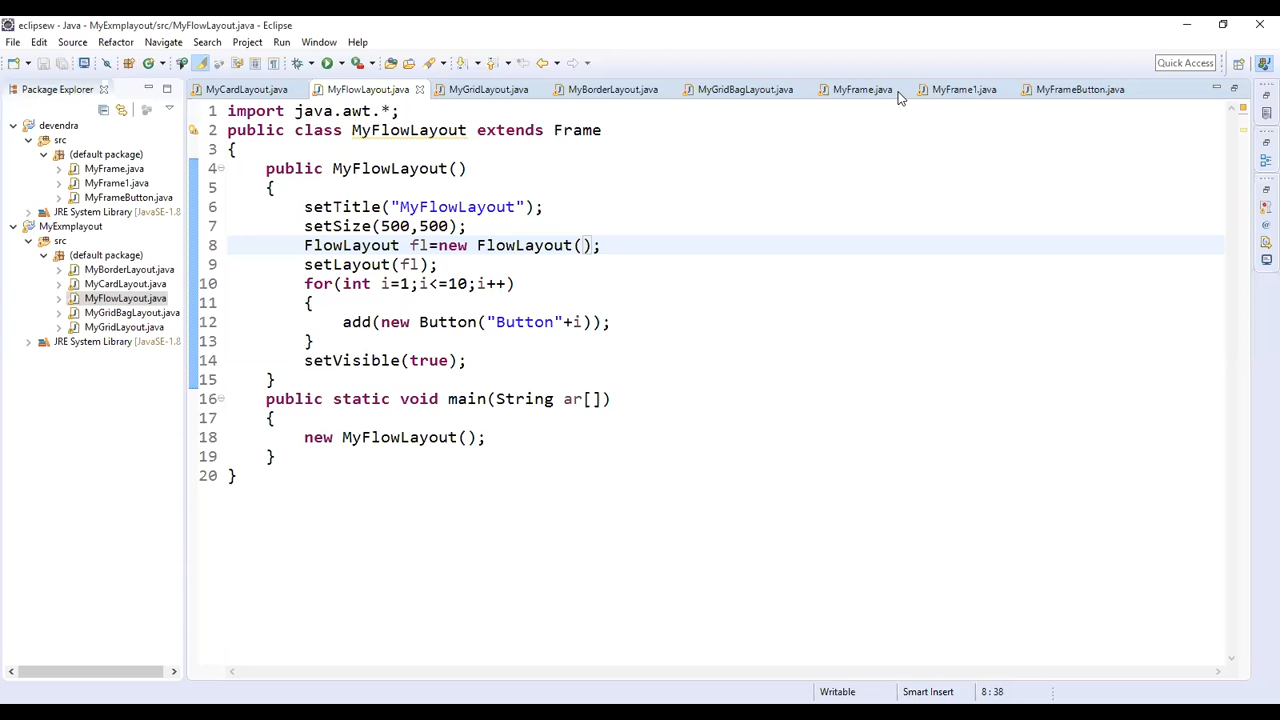 eclipsew - Java - MyExmplayout/src/MyFlowLayout.java - Eclipse
File Edit Source Refactor Navigate Search Project Run Window Help
Quick Access
Package Explorer
MyCardLayout.java MyFlowLayout.java MyGridLayout.java MyBorderLayout.java MyGridBagLayout.java MyFrame.java MyFrame1.java MyFrameButton.java
devendra
src
(default package)
MyFrame.java
MyFrame1.java
MyFrameButton.java
JRE System Library [JavaSE-1.8
MyExmplayout
src
(default package)
MyBorderLayout.java
MyCardLayout.java
MyFlowLayout.java
MyGridBagLayout.java
MyGridLayout.java
JRE System Library [JavaSE-1.8
1 import java.awt.*;
2 public class MyFlowLayout extends Frame
3 {
4 public MyFlowLayout()
5 {
6 setTitle("MyFlowLayout");
7 setSize(500,500);
8 FlowLayout fl=new FlowLayout();
9 setLayout(fl);
10 for(int i=1;i<=10;i++)
11 {
12 add(new Button("Button"+i));
13 }
14 setVisible(true);
15 }
16 public static void main(String ar[])
17 {
18 new MyFlowLayout();
19 }
20 }
Writable Smart Insert 8 : 38